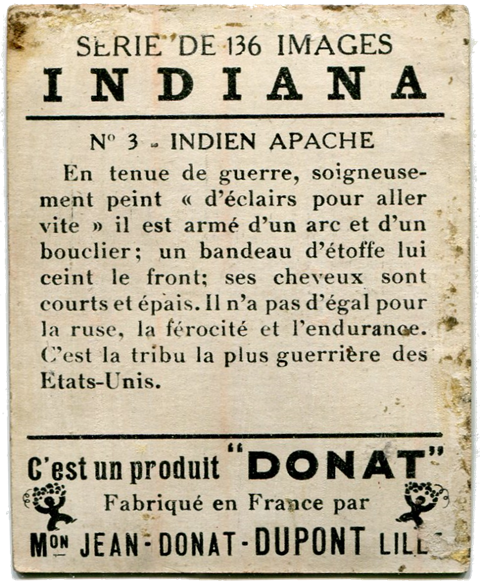 SERIE DE 136 IMAGES
INDIANA
N° 3 - INDIEN APACHE
En tenue de guerre, soigneuse-
ment peint « d'éclairs pour aller
vite » il est armé d'un arc et d'un
bouclier; un bandeau d'étoffe lui
ceint le front; ses cheveux sont
courts et épais. Il n'a pas d'égal pour
la ruse, la férocité et l'endurance.
C'est la tribu la plus guerrière des
Etats-Unis.
C'est un produit "DONAT"
Fabriqué en France par
MON JEAN-DONAT-DUPONT LILLE